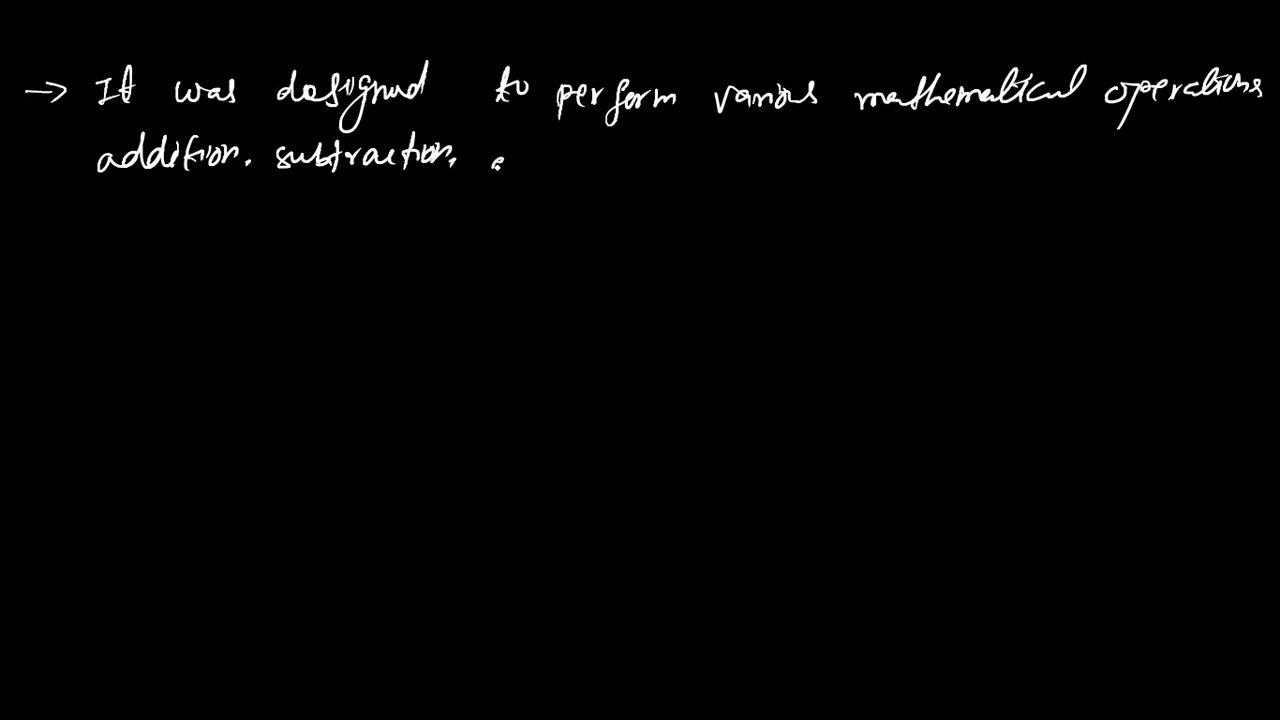 → It was designed to perform various mathematical operations
addition, subtraction,